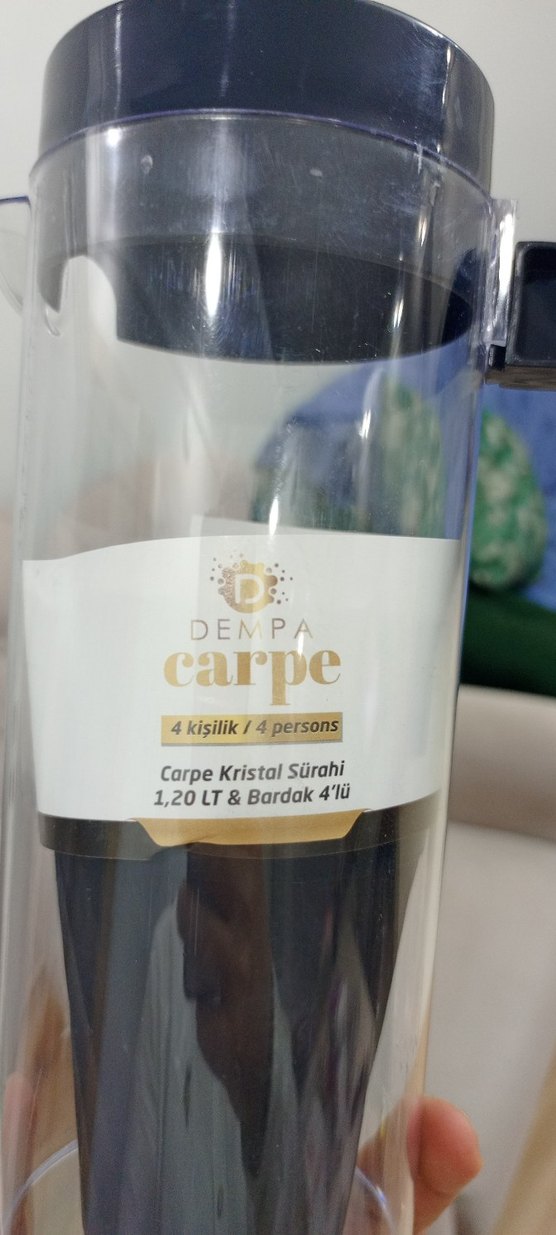 D
DEMPA
carpe
4 kişilik / 4 persons
Carpe Kristal Sürahi
1,20 LT & Bardak 4'lü